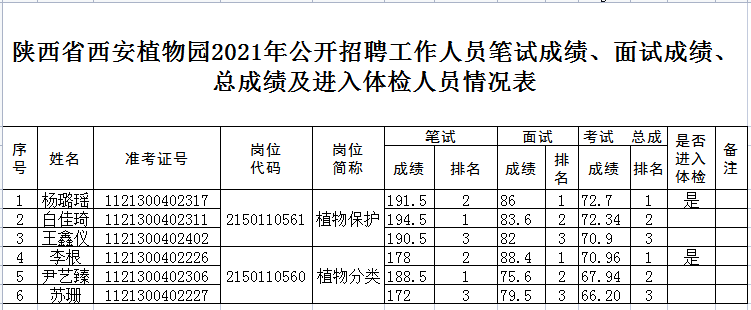 陕西省西安植物园2021年公开招聘工作人员笔试成绩、面试成绩、
总成绩及进入体检人员情况表
序号 姓名 准考证号 岗位代码 岗位简称 笔试 面试 考试 总成 是否进入体检 备注
成绩 排名 成绩 排名 成绩 排名
1 杨璐瑶 1121300402317 191.5 2 86 1 72.7 1 是
2 白佳琦 1121300402311 2150110561 植物保护 194.5 1 83.6 2 72.34 2
3 王鑫仪 1121300402402 190.5 3 82 3 70.9 3
4 李根 1121300402226 178 2 88.4 1 70.96 1 是
5 尹艺臻 1121300402306 2150110560 植物分类 188.5 1 75.6 2 67.94 2
6 苏珊 1121300402227 172 3 79.5 3 66.20 3